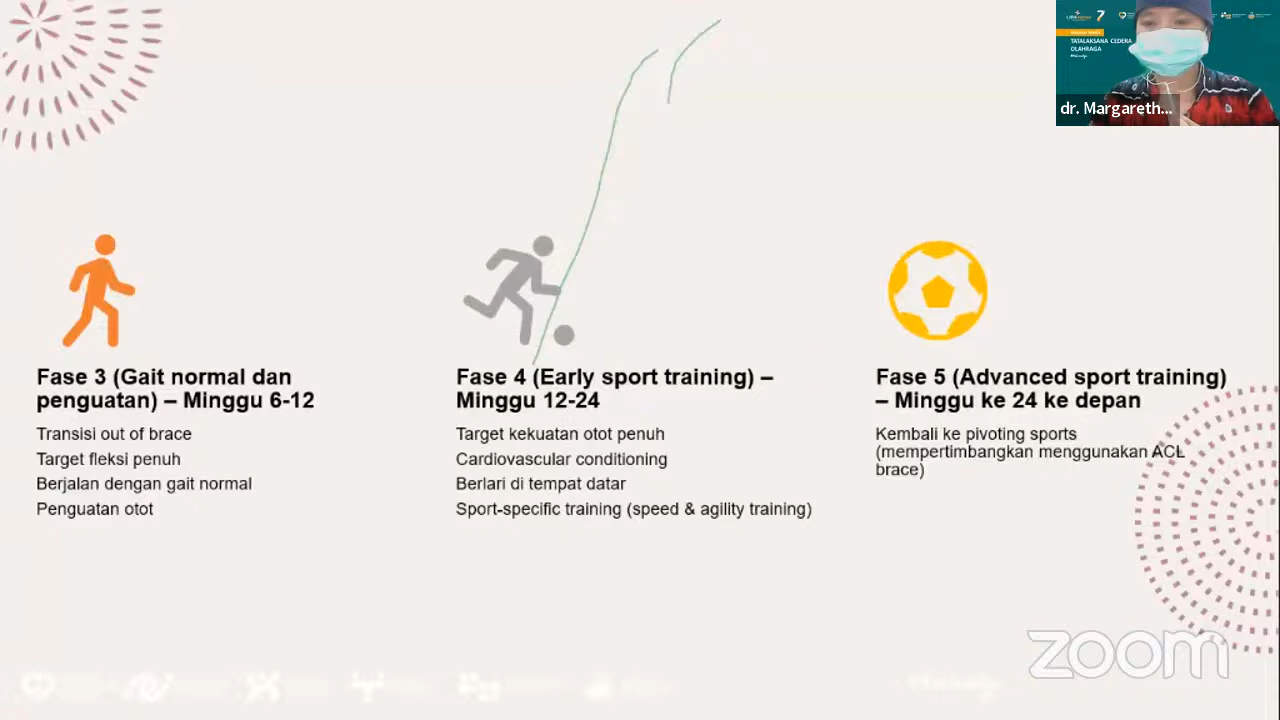 TATALAKSANA CEDERA
OLAHRAGA
dr. Margareth...
Fase 3 (Gait normal dan
penguatan) – Minggu 6-12
Transisi out of brace
Target fleksi penuh
Berjalan dengan gait normal
Penguatan otot
Fase 4 (Early sport training) –
Minggu 12-24
Target kekuatan otot penuh
Cardiovascular conditioning
Berlari di tempat datar
Sport-specific training (speed & agility training)
Fase 5 (Advanced sport training)
– Minggu ke 24 ke depan
Kembali ke pivoting sports
(mempertimbangkan menggunakan ACL
brace)
zoom